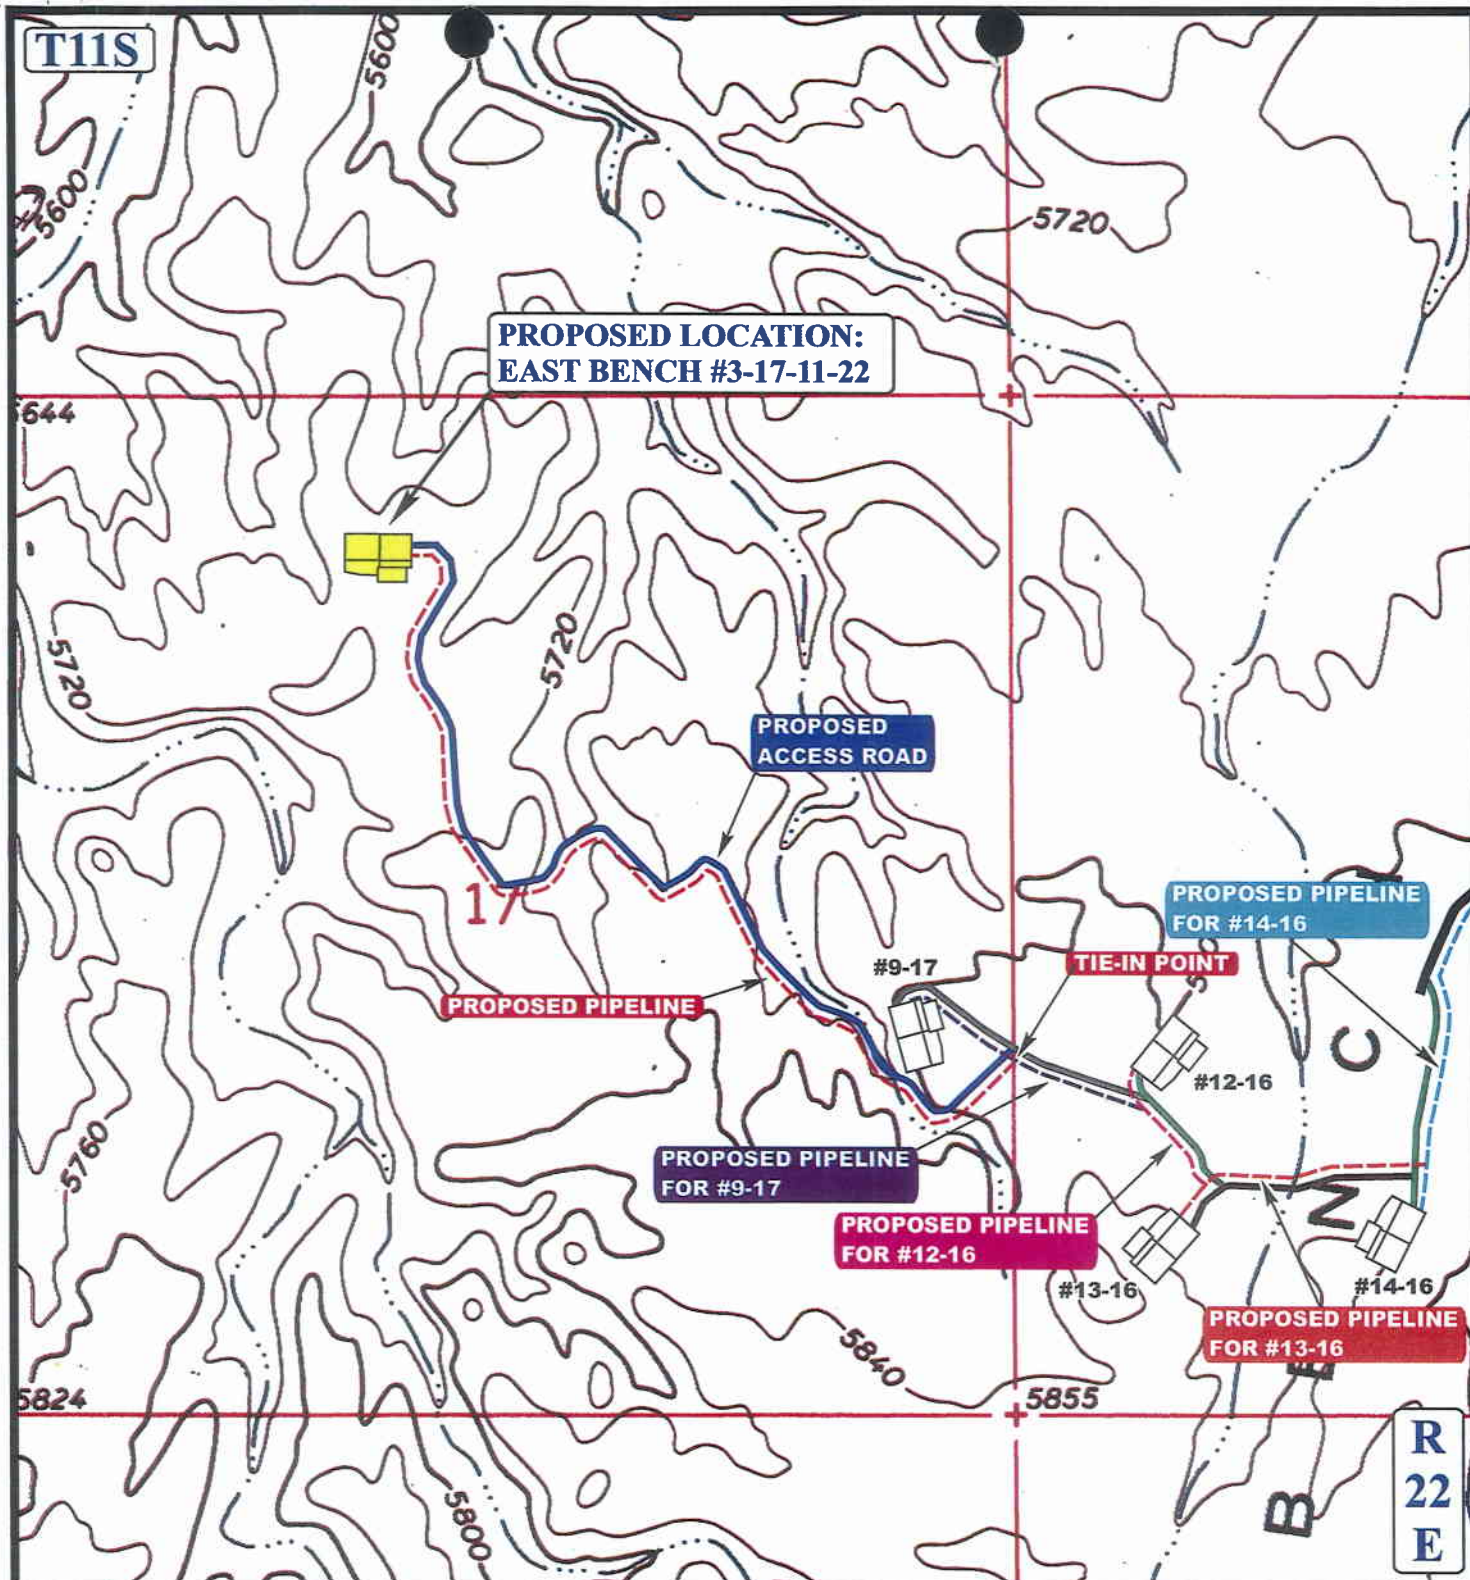 T11S
5600
5600
5720
PROPOSED LOCATION:
EAST BENCH #3-17-11-22
5644
5720
5720
PROPOSED
ACCESS ROAD
17
PROPOSED PIPELINE
FOR #14-16
#9-17
TIE-IN POINT
PROPOSED PIPELINE
C
#12-16
5760
PROPOSED PIPELINE
FOR #9-17
N
PROPOSED PIPELINE
FOR #12-16
#13-16
#14-16
PROPOSED PIPELINE
FOR #13-16
5840
E
5824
5855
R
22
E
B
5800